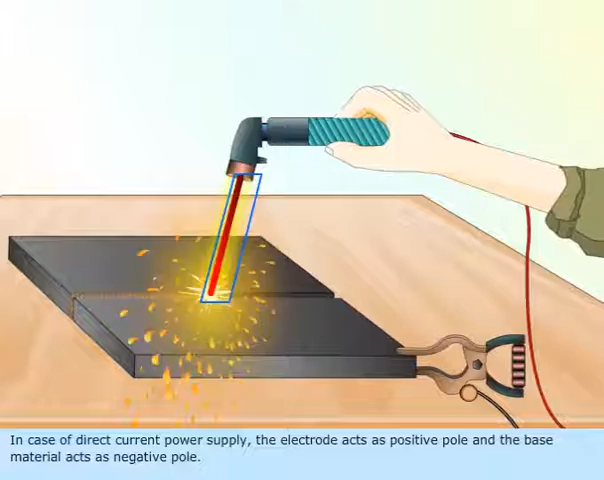 In case of direct current power supply, the electrode acts as positive pole and the base
material acts as negative pole.